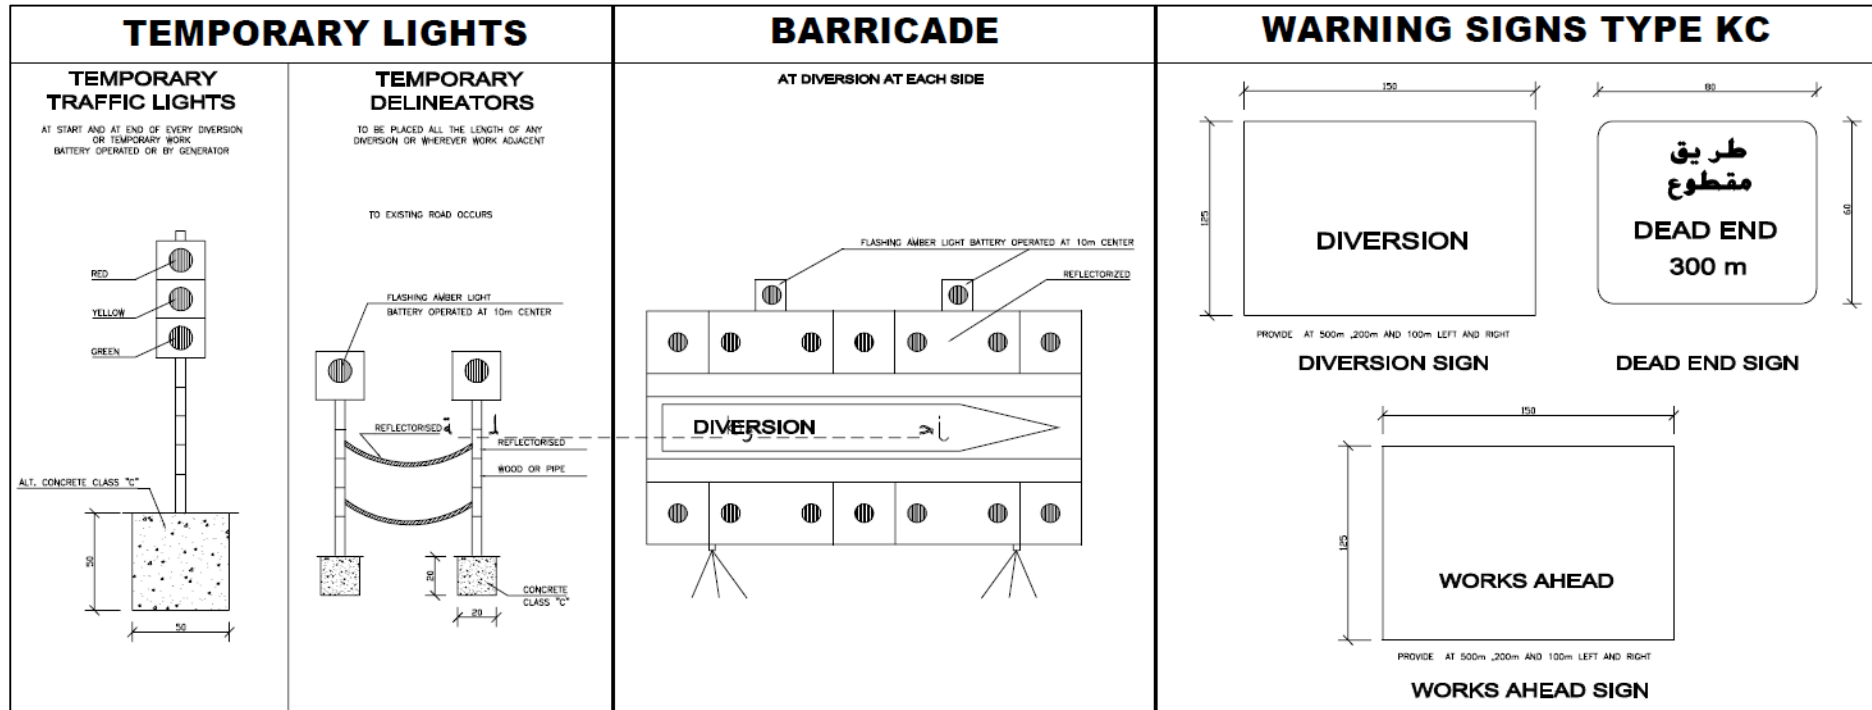 TEMPORARY LIGHTS
TEMPORARY
TRAFFIC LIGHTS
AT START AND AT END OF EVERY DIVERSION
OR TEMPORARY WORK
BATTERY OPERATED OR BY GENERATOR
RED
YELLOW
GREEN
ALT. CONCRETE CLASS "C"
50
50
TEMPORARY
DELINEATORS
TO BE PLACED ALL THE LENGTH OF ANY
DIVERSION OR WHEREVER WORK ADJACENT
TO EXISTING ROAD OCCURS
FLASHING AMBER LIGHT
BATTERY OPERATED AT 10m CENTER
REFLECTORISED
REFLECTORISED
WOOD OR PIPE
20
CONCRETE
CLASS "C"
20
BARRICADE
AT DIVERSION AT EACH SIDE
FLASHING AMBER LIGHT BATTERY OPERATED AT 10m CENTER
REFLECTORIZED
DIVERSION
WARNING SIGNS TYPE KC
150
125
DIVERSION
PROVIDE AT 500m ,200m AND 100m LEFT AND RIGHT
DIVERSION SIGN
80
60
طريق
مقطوع
DEAD END
300 m
DEAD END SIGN
150
125
WORKS AHEAD
PROVIDE AT 500m ,200m AND 100m LEFT AND RIGHT
WORKS AHEAD SIGN